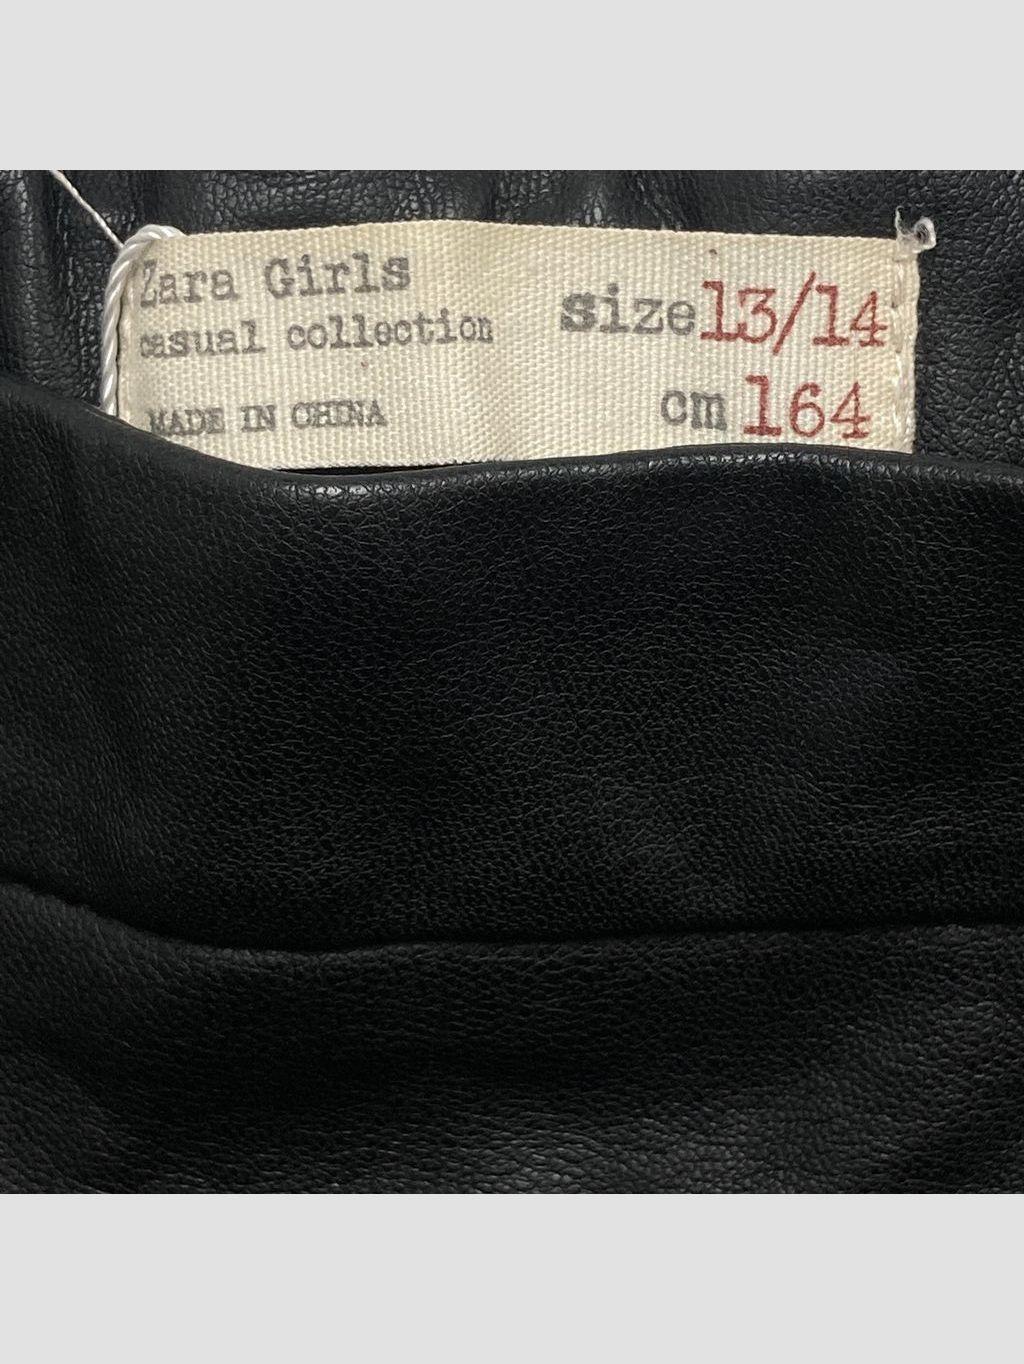 Zara Girls
casual collection
MADE IN CHINA
size 13/14
cm 164